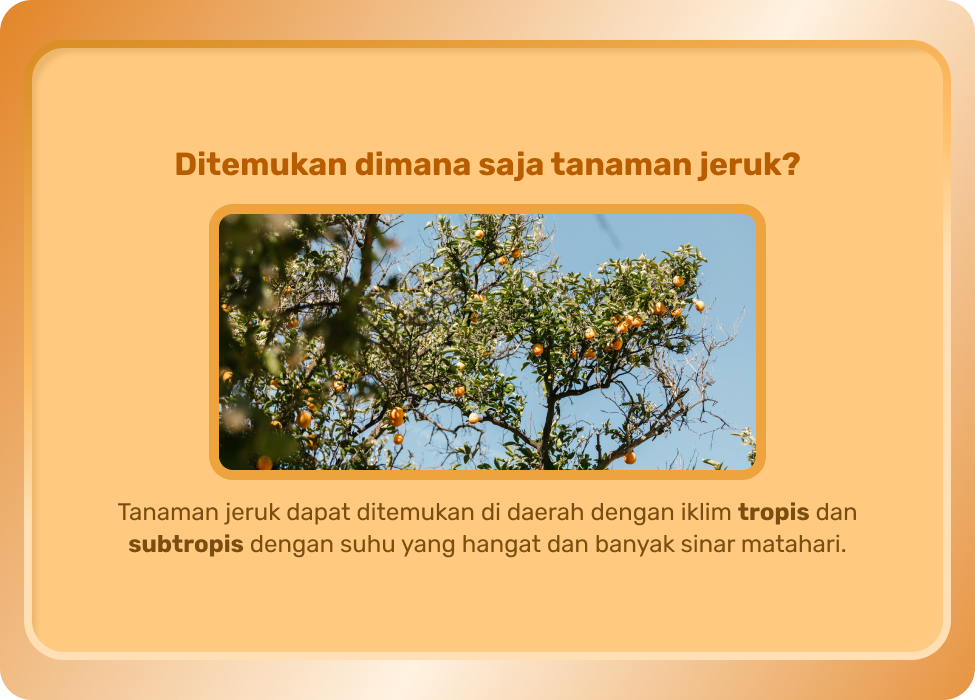 Ditemukan dimana saja tanaman jeruk?
Tanaman jeruk dapat ditemukan di daerah dengan iklim tropis dan
subtropis dengan suhu yang hangat dan banyak sinar matahari.